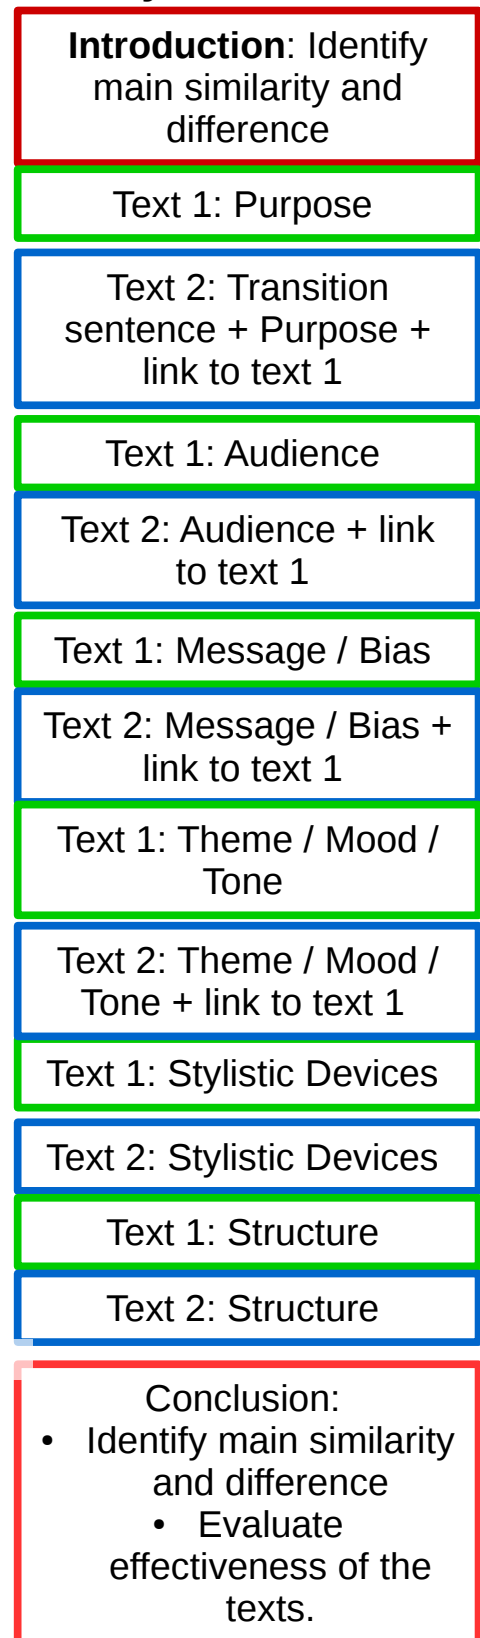 Introduction: Identify
main similarity and
difference
Text 1: Purpose
Text 2: Transition
sentence + Purpose +
link to text 1
Text 1: Audience
Text 2: Audience + link
to text 1
Text 1: Message / Bias
Text 2: Message / Bias +
link to text 1
Text 1: Theme / Mood /
Tone
Text 2: Theme / Mood /
Tone + link to text 1
Text 1: Stylistic Devices
Text 2: Stylistic Devices
Text 1: Structure
Text 2: Structure
Conclusion:
• Identify main similarity
and difference
• Evaluate
effectiveness of the
texts.